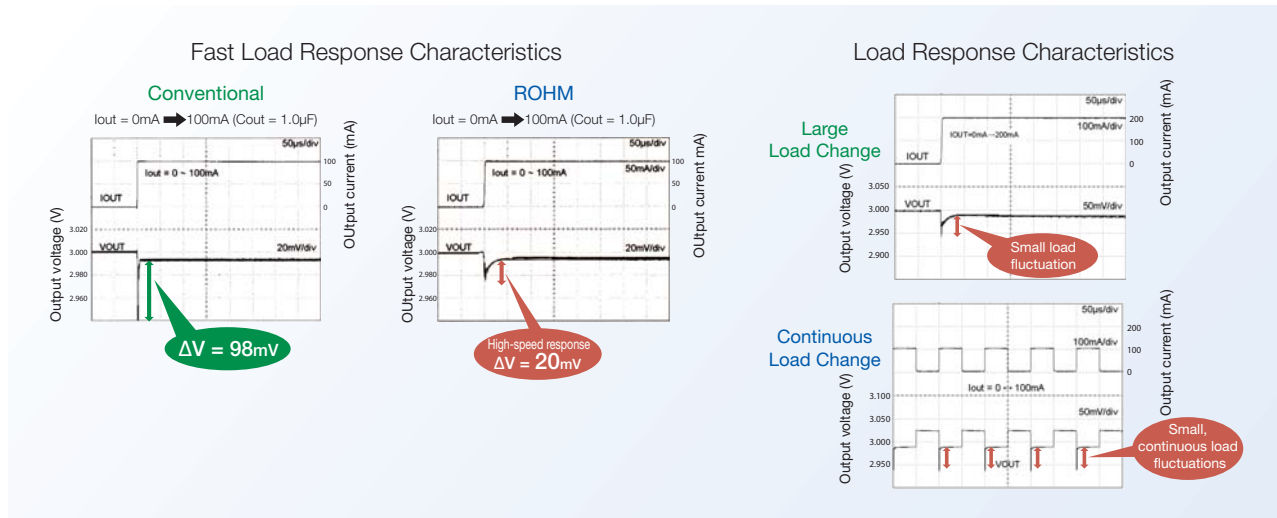 Fast Load Response Characteristics
Conventional
Iout = 0mA ➡ 100mA (Cout = 1.0µF)
Output voltage (V)
50µs/div
Iout = 0 ~ 100mA
IOUT
VOUT
20mV/div
3.020
3.000
2.980
2.960
100
50
0
OUtput current (mA)
ΔV = 98mV
ROHM
Iout = 0mA ➡ 100mA (Cout = 1.0µF)
OUtput voltage (V)
50µs/div
50mA/div
Iout = 0 ~ 100mA
IOUT
VOUT
20mV/div
3.020
3.000
2.980
2.960
100
50
0
OUtput current mA)
High-speed response
ΔV = 20mV
Load Response Characteristics
Large
Load Change
Output voltage (V)
50µs/div
100mA/div
IOUT=0mA→200mA
IOUT
VOUT
50mV/div
3.050
3.000
2.950
2.900
200
100
0
Output current (mA)
Small load
fluctuation
Continuous
Load Change
Output voltage (V)
50µs/div
100mA/div
Iout = 0 ↔ 100mA
50mV/div
VOUT
3.100
3.050
3.000
2.950
200
100
0
Output current (mA)
Small,
continuous load
fluctuations